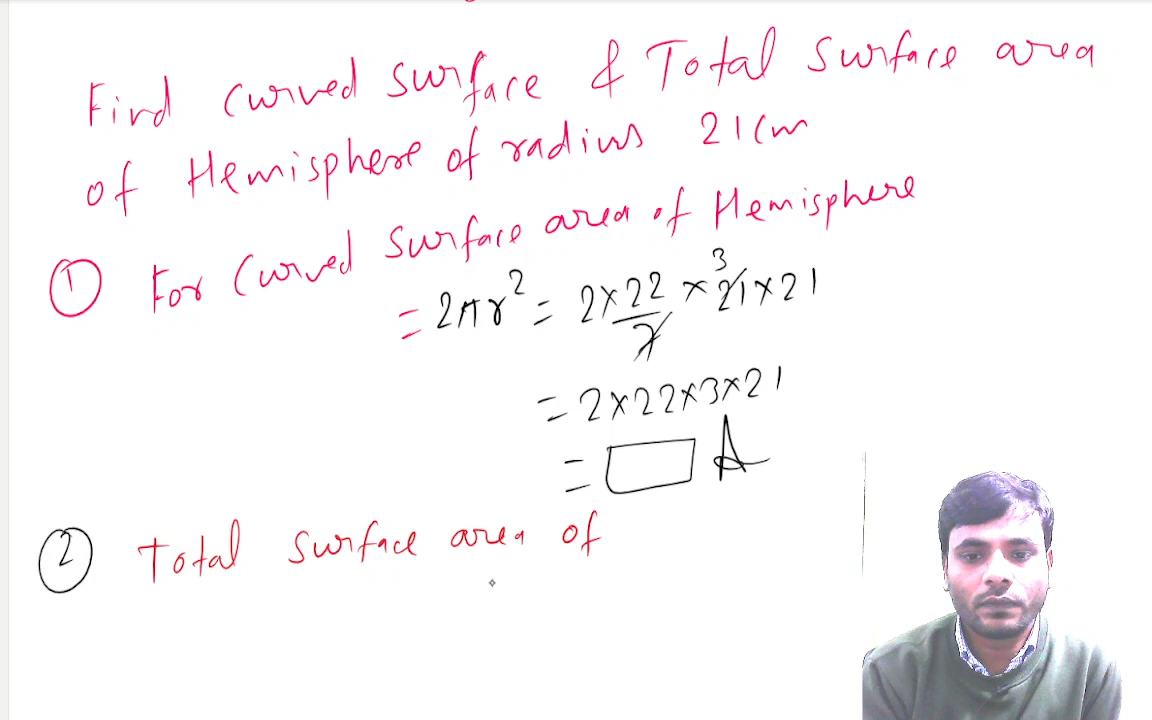 Find curved surface & Total surface area
of Hemisphere of radius 21cm
① For Curved surface area of Hemisphere
= 2πr² = 2×22/7 × 3 21×21
= 2×22×3×21
= A
② Total surface area of